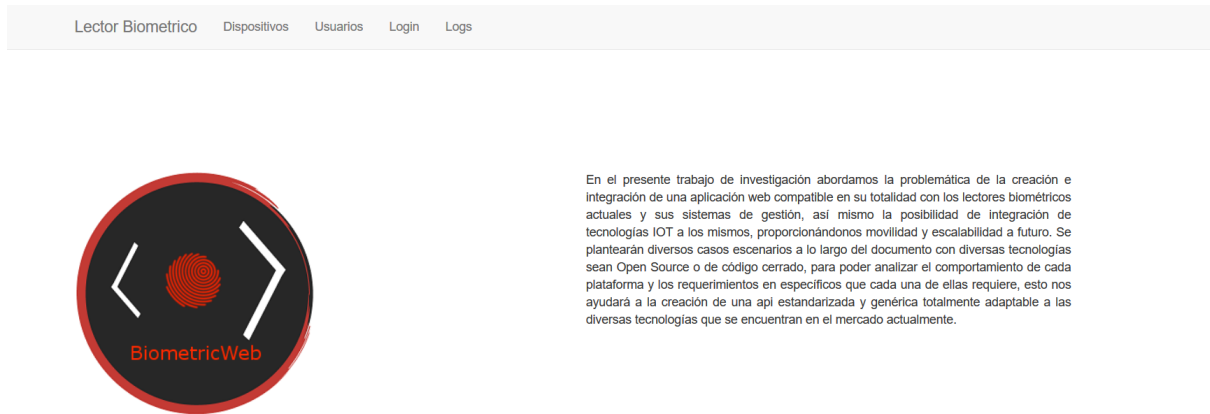 Lector Biometrico Dispositivos Usuarios Login Logs
En el presente trabajo de investigación abordamos la problemática de la creación e
integración de una aplicación web compatible en su totalidad con los lectores biométricos
actuales y sus sistemas de gestión, así mismo la posibilidad de integración de
tecnologías IOT a los mismos, proporcionándonos movilidad y escalabilidad a futuro. Se
plantearán diversos casos escenarios a lo largo del documento con diversas tecnologías
sean Open Source o de código cerrado, para poder analizar el comportamiento de cada
plataforma y los requerimientos en específicos que cada una de ellas requiere, esto nos
ayudará a la creación de una api estandarizada y genérica totalmente adaptable a las
diversas tecnologías que se encuentran en el mercado actualmente.
BiometricWeb